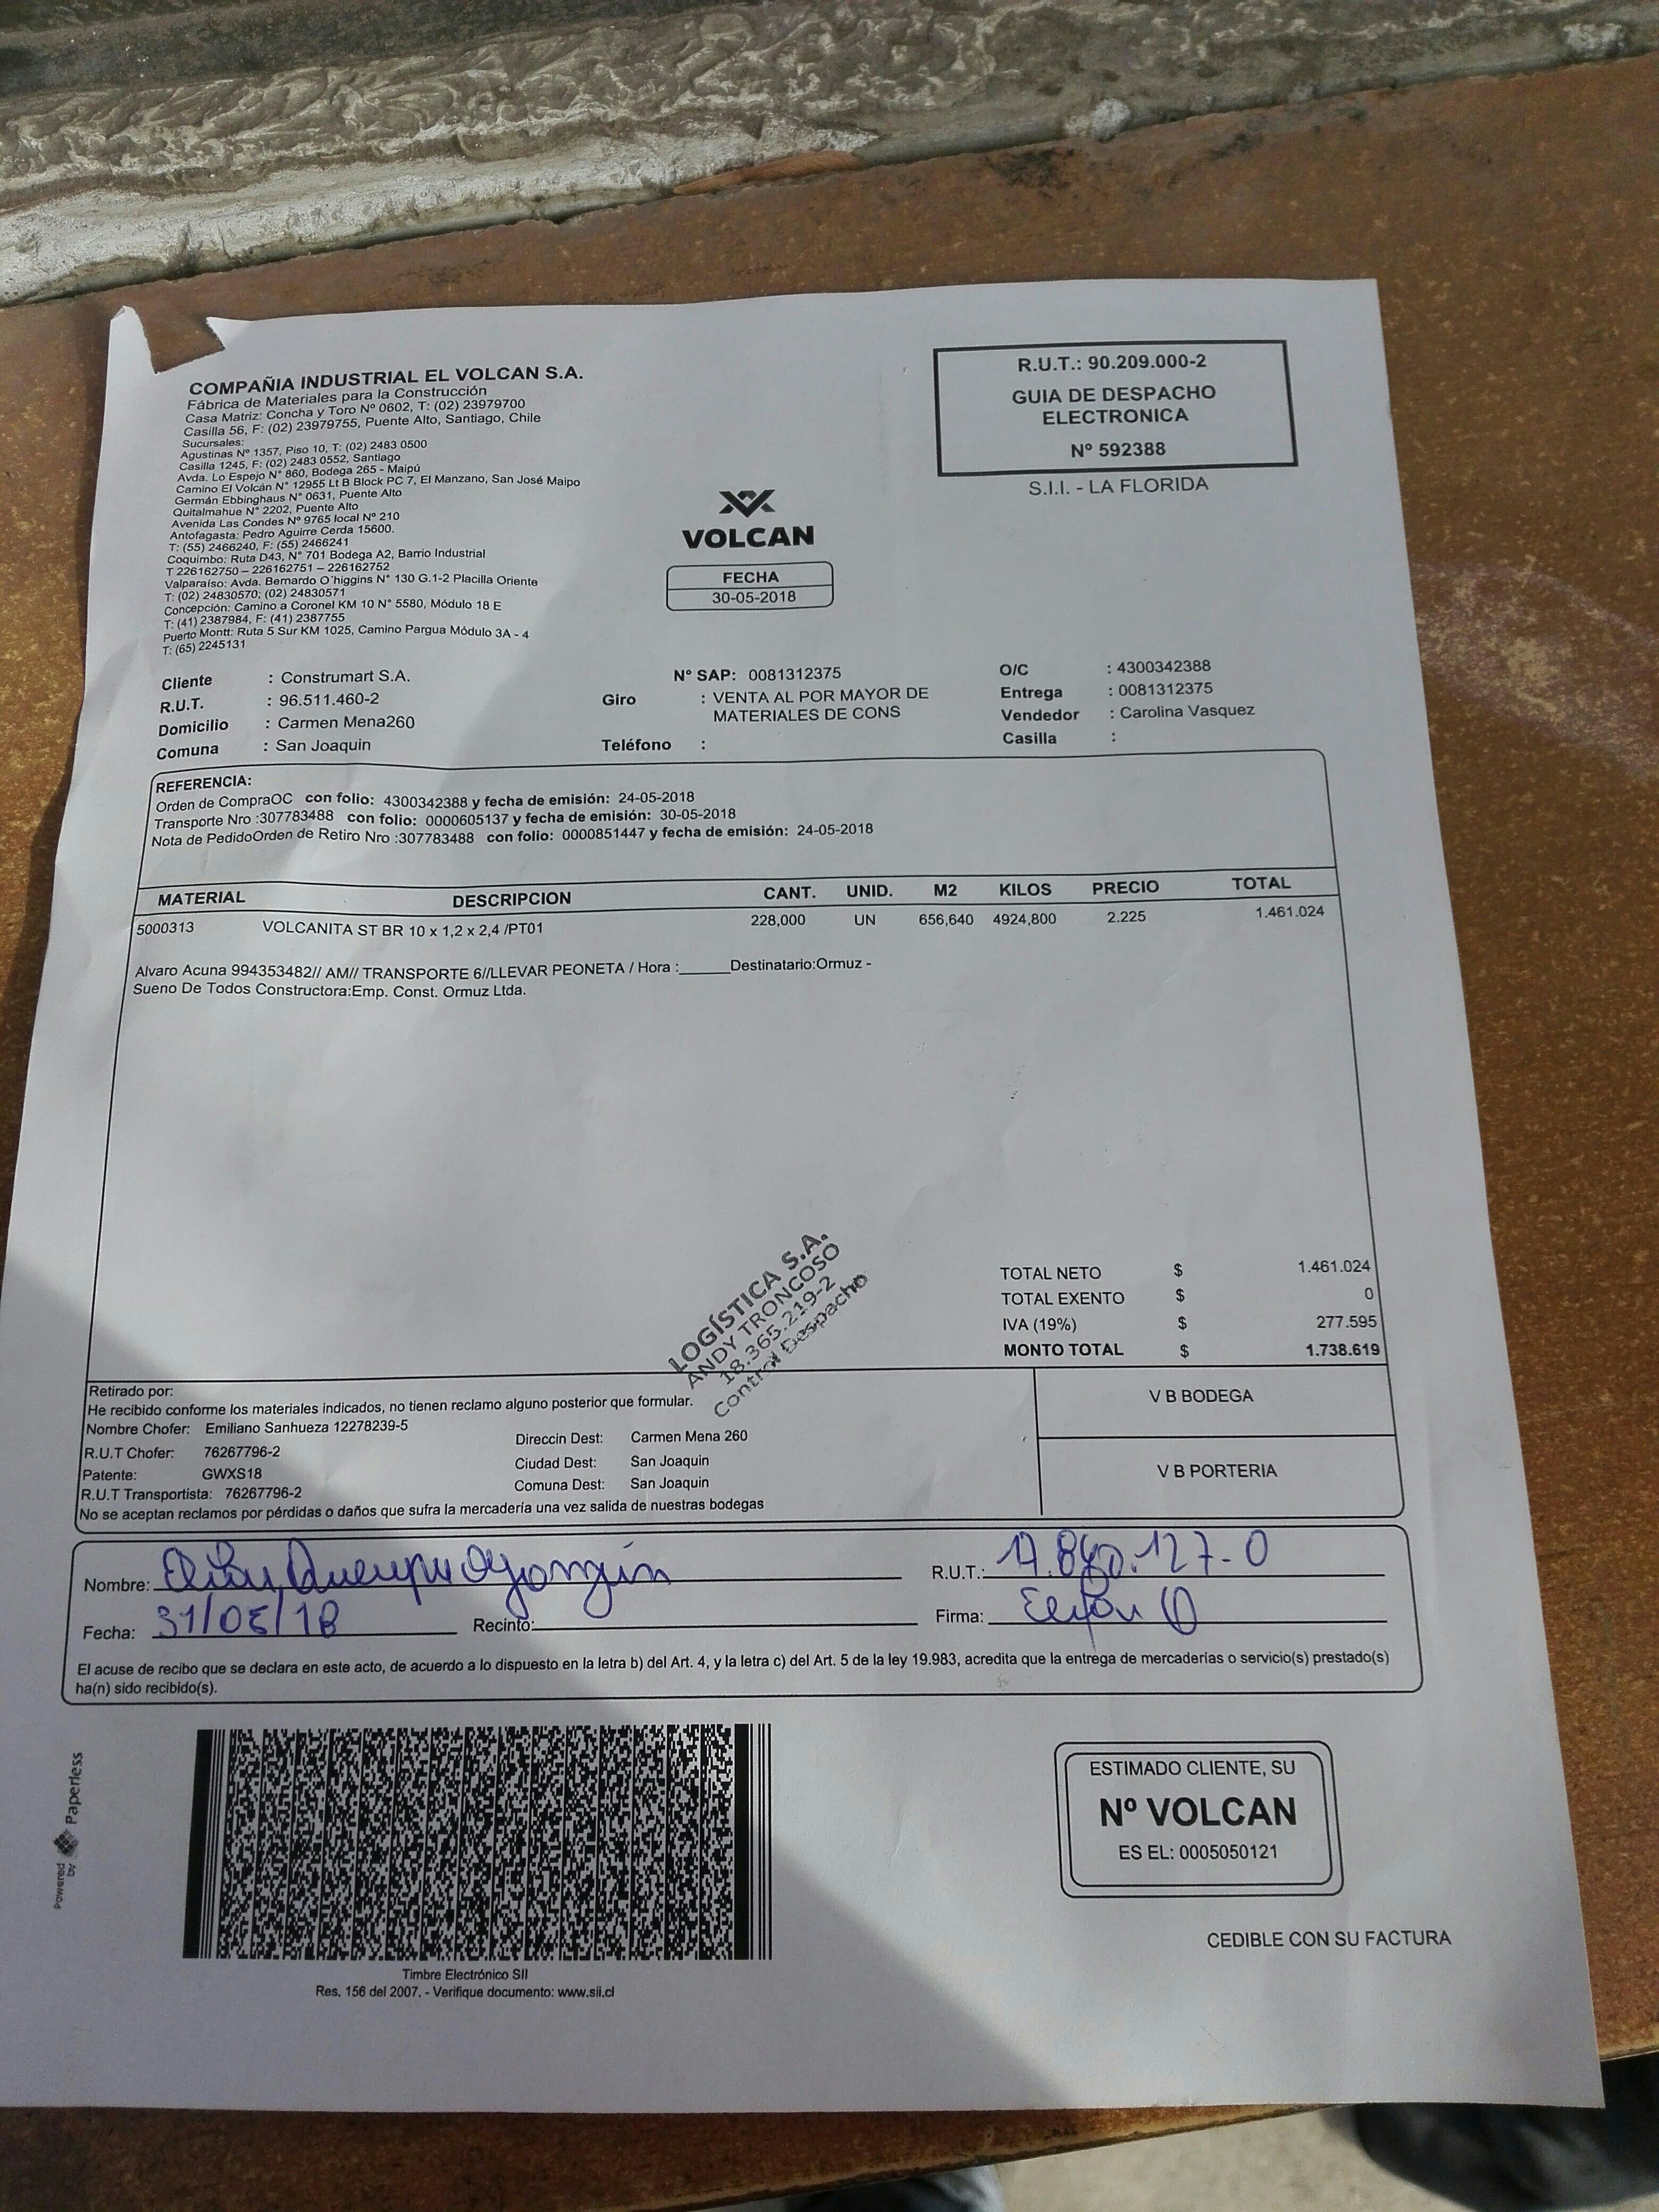 COMPAÑIA INDUSTRIAL EL VOLCAN S.A.
Fábrica de Materiales para la Construcción
Casa Matriz: Concha y Toro Nº 0602, T: (02) 23979700
Casilla 56, F: (02) 23979755, Puente Alto, Santiago, Chile
Sucursales:
Agustinas N° 1357, Piso 10, T: (02) 2483 0500
Casilla 1245, F: (02) 2483 0552, Santiago
Avda. Lo Espejo N° 860, Bodega 265 - Maipú
Camino El Volcán N° 12955 Lt B Block PC 7, El Manzano, San José Maipo
Germán Ebbinghaus N° 0631, Puente Alto
Quitalmahue N° 2202, Puente Alto
Avenida Las Condes Nº 9765 local N° 210
Antofagasta: Pedro Aguirre Cerda 15600.
T: (55) 2466240, F: (55) 2466241
Coquimbo: Ruta D43, N° 701 Bodega A2, Barrio Industrial
T 226162750 – 226162751 – 226162752
Valparaíso: Avda. Bernardo O´higgins N° 130 G.1-2 Placilla Oriente
T: (02) 24830570; (02) 24830571
Concepción: Camino a Coronel KM 10 N° 5580, Módulo 18 E
T: (41) 2387984, F: (41) 2387755
Puerto Montt: Ruta 5 Sur KM 1025, Camino Pargua Módulo 3A - 4
T: (65) 2245131
VOLCAN
FECHA
30-05-2018
R.U.T.: 90.209.000-2
GUIA DE DESPACHO
ELECTRONICA
Nº 592388
S.I.I. - LA FLORIDA
Cliente : Construmart S.A.
R.U.T. : 96.511.460-2
Domicilio : Carmen Mena260
Comuna : San Joaquin
N° SAP: 0081312375
Giro : VENTA AL POR MAYOR DE
MATERIALES DE CONS
Teléfono :
O/C : 4300342388
Entrega : 0081312375
Vendedor : Carolina Vasquez
Casilla :
REFERENCIA:
Orden de CompraOC con folio: 4300342388 y fecha de emisión: 24-05-2018
Transporte Nro :307783488 con folio: 0000605137 y fecha de emisión: 30-05-2018
Nota de PedidoOrden de Retiro Nro :307783488 con folio: 0000851447 y fecha de emisión: 24-05-2018
MATERIAL DESCRIPCION CANT. UNID. M2 KILOS PRECIO TOTAL
5000313 VOLCANITA ST BR 10 x 1,2 x 2,4 /PT01 228,000 UN 656,640 4924,800 2.225 1.461.024
Alvaro Acuna 994353482// AM// TRANSPORTE 6//LLEVAR PEONETA / Hora :______Destinatario:Ormuz -
Sueno De Todos Constructora:Emp. Const. Ormuz Ltda.
LOGÍSTICA S.A.
ANDY TRONCOSO
18.365.219-2
Control Despacho
TOTAL NETO $ 1.461.024
TOTAL EXENTO $ 0
IVA (19%) $ 277.595
MONTO TOTAL $ 1.738.619
Retirado por:
He recibido conforme los materiales indicados, no tienen reclamo alguno posterior que formular.
Nombre Chofer: Emiliano Sanhueza 12278239-5
R.U.T Chofer: 76267796-2
Patente: GWXS18
R.U.T Transportista: 76267796-2
Direccin Dest: Carmen Mena 260
Ciudad Dest: San Joaquin
Comuna Dest: San Joaquin
No se aceptan reclamos por pérdidas o daños que sufra la mercadería una vez salida de nuestras bodegas
V B BODEGA
V B PORTERIA
Nombre:
R.U.T.:
Fecha: 31/05/18 Recinto:
Firma:
El acuse de recibo que se declara en este acto, de acuerdo a lo dispuesto en la letra b) del Art. 4, y la letra c) del Art. 5 de la ley 19.983, acredita que la entrega de mercaderías o servicio(s) prestado(s)
ha(n) sido recibido(s).
Powered by Paperless
Timbre Electrónico SII
Res. 156 del 2007. - Verifique documento: www.sii.cl
ESTIMADO CLIENTE, SU
Nº VOLCAN
ES EL: 0005050121
CEDIBLE CON SU FACTURA